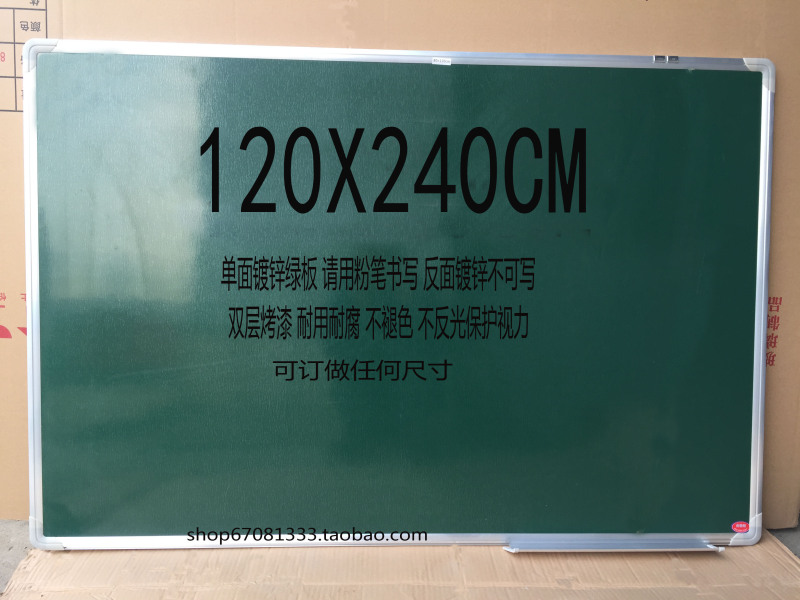 颜色
120X240CM
单面镀锌绿板 请用粉笔书写 反面镀锌不可写
双层烤漆 耐用耐腐 不褪色 不反光保护视力
可订做任何尺寸
shop67081333.taobao.com